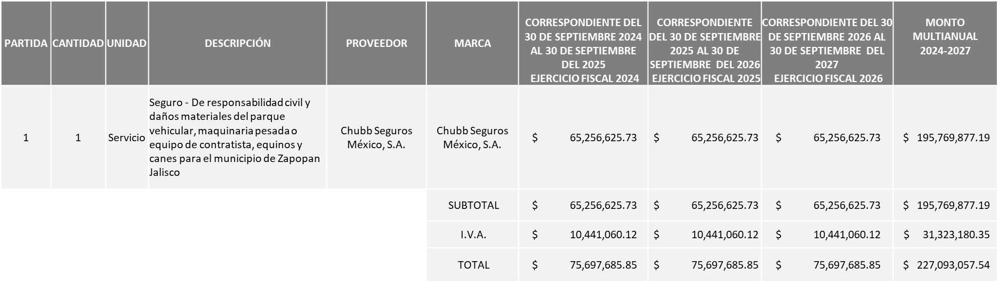 PARTIDA
CANTIDAD
UNIDAD
DESCRIPCIÓN
PROVEEDOR
MARCA
CORRESPONDIENTE DEL
30 DE SEPTIEMBRE 2024
AL 30 DE SEPTIEMBRE
DEL 2025
EJERCICIO FISCAL 2024
CORRESPONDIENTE
DEL 30 DE SEPTIEMBRE
2025 AL 30 DE
SEPTIEMBRE DEL 2026
EJERCICIO FISCAL 2025
CORRESPONDIENTE DEL 30
DE SEPTIEMBRE 2026 AL
30 DE SEPTIEMBRE DEL
2027
EJERCICIO FISCAL 2026
MONTO
MULTIANUAL
2024-2027
1
1
Servicio
Seguro - De responsabilidad civil y
daños materiales del parque
vehicular, maquinaria pesada o
equipo de contratista, equinos y
canes para el municipio de Zapopan
Jalisco
Chubb Seguros
México, S.A.
Chubb Seguros
México, S.A.
$ 65,256,625.73
$ 65,256,625.73
$ 65,256,625.73
$ 195,769,877.19
SUBTOTAL $ 65,256,625.73 $ 65,256,625.73 $ 65,256,625.73 $ 195,769,877.19
I.V.A. $ 10,441,060.12 $ 10,441,060.12 $ 10,441,060.12 $ 31,323,180.35
TOTAL $ 75,697,685.85 $ 75,697,685.85 $ 75,697,685.85 $ 227,093,057.54